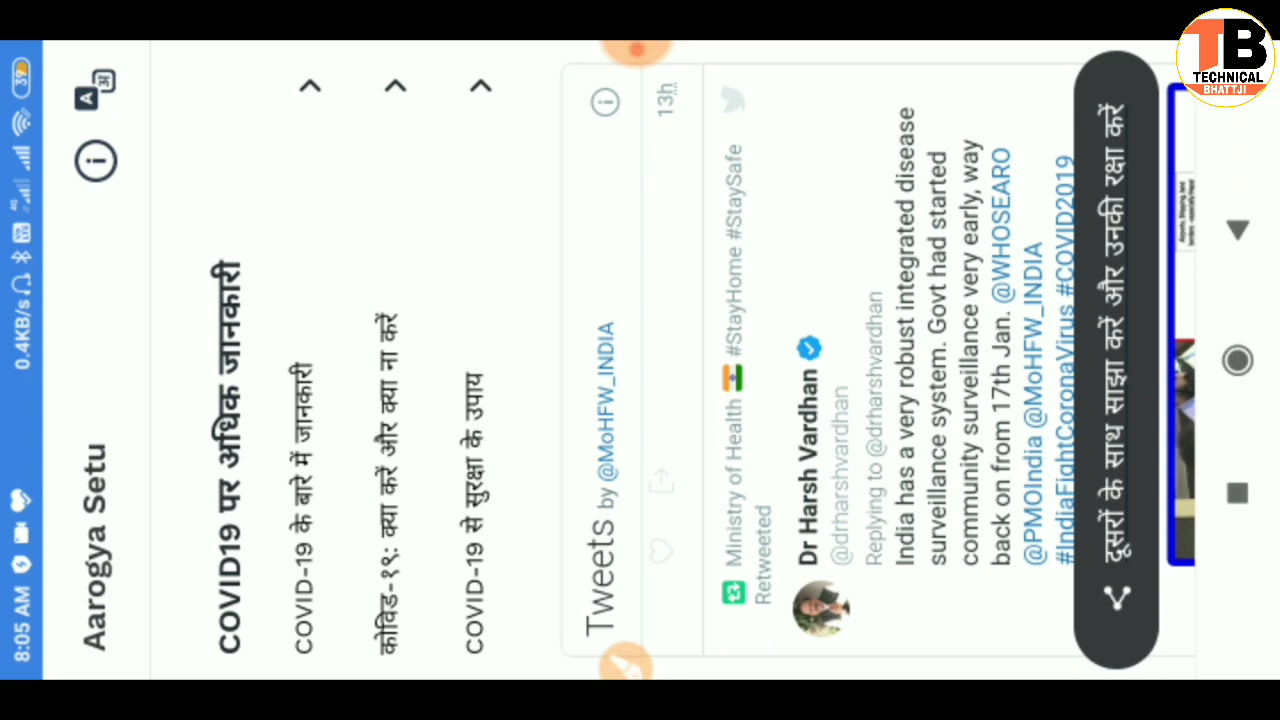 8:05 AM
0.4KB/s
4G
39
Aarogya Setu
COVID19 पर अधिक जानकारी
COVID-19 के बारे में जानकारी
कोविड-१९: क्या करें और क्या ना करें
COVID-19 से सुरक्षा के उपाय
Tweets by @MoHFW_INDIA
13h
Ministry of Health #StayHome #StaySafe
Retweeted
Dr Harsh Vardhan
@drharshvardhan
Replying to @drharshvardhan
India has a very robust integrated disease
surveillance system. Govt had started
community surveillance very early, way
back on from 17th Jan. @WHOSEARO
@PMOIndia @MoHFW_INDIA
#IndiaFightCoronaVirus #COVID2019
दूसरों के साथ साझा करें और उनकी रक्षा करें
TB
TECHNICAL
BHATTJI